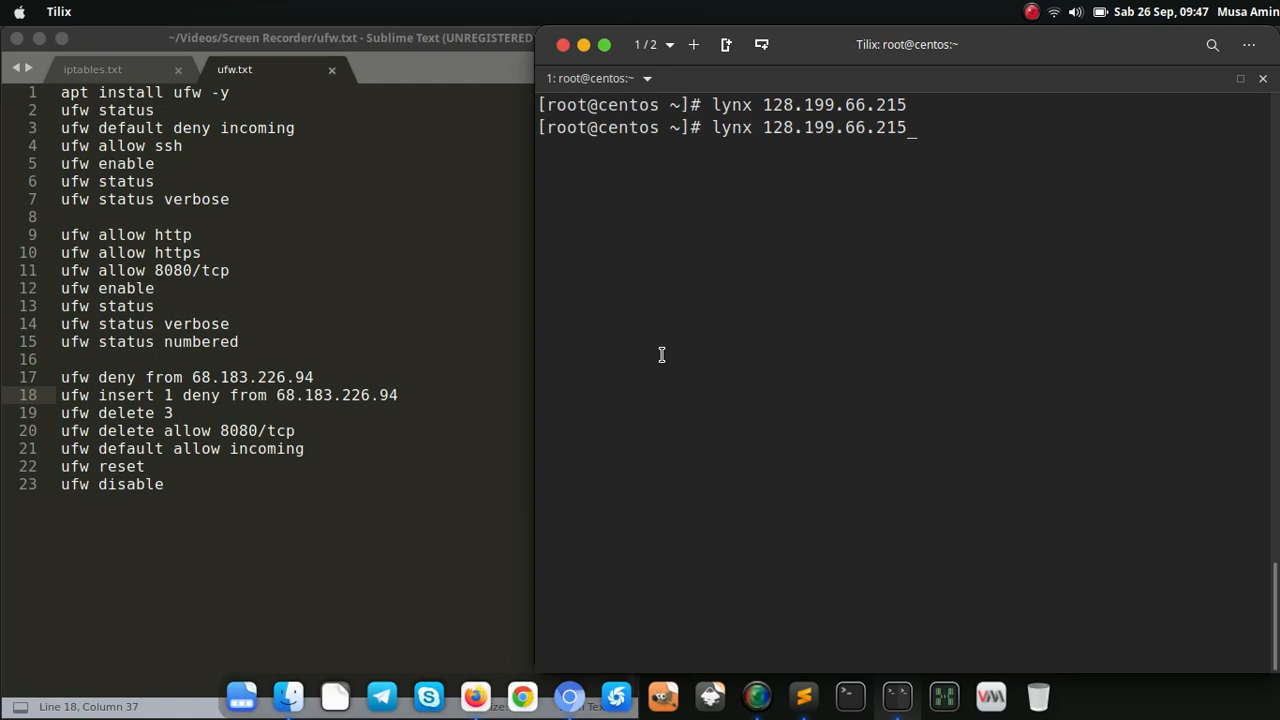 Tilix
Sab 26 Sep, 09:47
Musa Amin
~/Videos/Screen Recorder/ufw.txt - Sublime Text (UNREGISTERED)
iptables.txt
ufw.txt
1 apt install ufw -y
2 ufw status
3 ufw default deny incoming
4 ufw allow ssh
5 ufw enable
6 ufw status
7 ufw status verbose
8
9 ufw allow http
10 ufw allow https
11 ufw allow 8080/tcp
12 ufw enable
13 ufw status
14 ufw status verbose
15 ufw status numbered
16
17 ufw deny from 68.183.226.94
18 ufw insert 1 deny from 68.183.226.94
19 ufw delete 3
20 ufw delete allow 8080/tcp
21 ufw default allow incoming
22 ufw reset
23 ufw disable
Line 18, Column 37
1 / 2
Tilix: root@centos:~
1: root@centos:~
[root@centos ~]# lynx 128.199.66.215
[root@centos ~]# lynx 128.199.66.215_